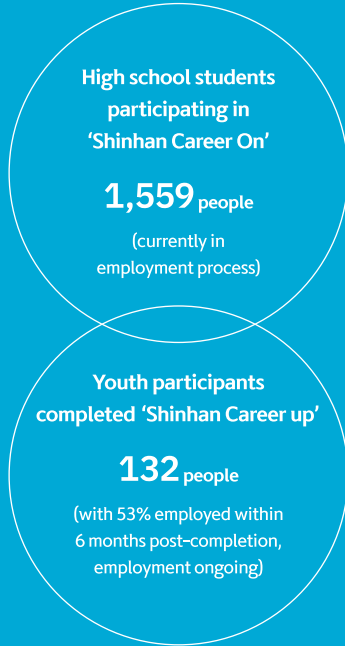 High school students
participating in
‘Shinhan Career On’
1,559 people
(currently in
employment process)
Youth participants
completed ‘Shinhan Career up’
132 people
(with 53% employed within
6 months post-completion,
employment ongoing)